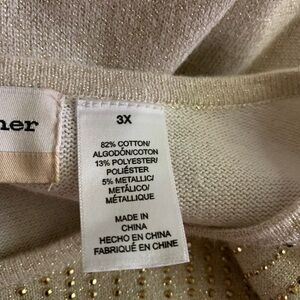 ner
3X
82% COTTON/
ALGODÓN/COTON
13% POLYESTER/
POLIÉSTER
5% METALLIC/
METÁLICO/
MÉTALLIQUE
MADE IN
CHINA
HECHO EN CHINA
FABRIQUÉ EN CHINE